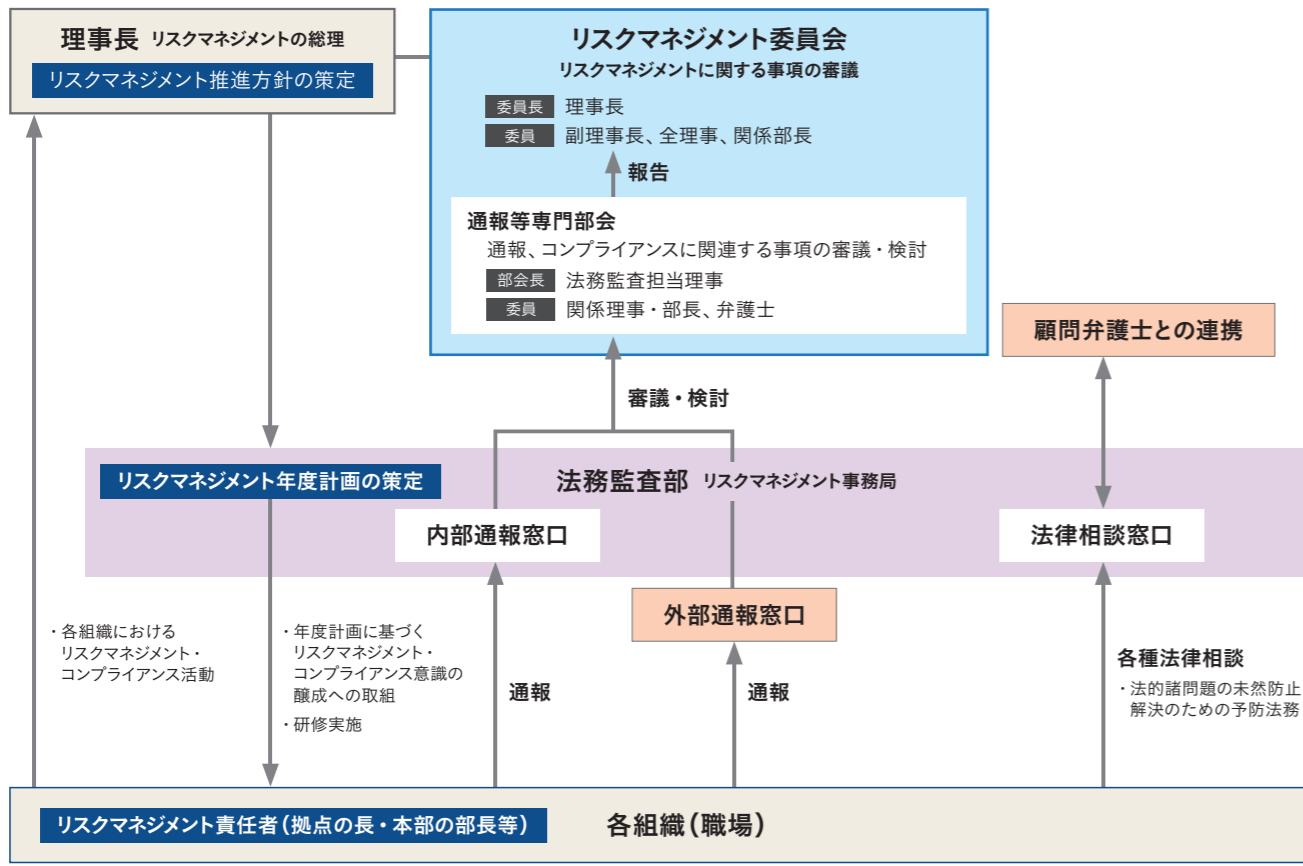 理事長 リスクマネジメントの総理
リスクマネジメント推進方針の策定
リスクマネジメント委員会
リスクマネジメントに関する事項の審議
委員長 理事長
委員 副理事長、全理事、関係部長
報告
通報等専門部会
通報、コンプライアンスに関連する事項の審議・検討
部会長 法務監査担当理事
委員 関係理事・部長、弁護士
顧問弁護士との連携
審議・検討
リスクマネジメント年度計画の策定
法務監査部 リスクマネジメント事務局
内部通報窓口
法律相談窓口
外部通報窓口
・各組織における
リスクマネジメント・
コンプライアンス活動
・年度計画に基づく
リスクマネジメント・
コンプライアンス意識の
醸成への取組
・研修実施
通報
通報
各種法律相談
・法的諸問題の未然防止
解決のための予防法務
リスクマネジメント責任者(拠点の長・本部の部長等)
各組織(職場)